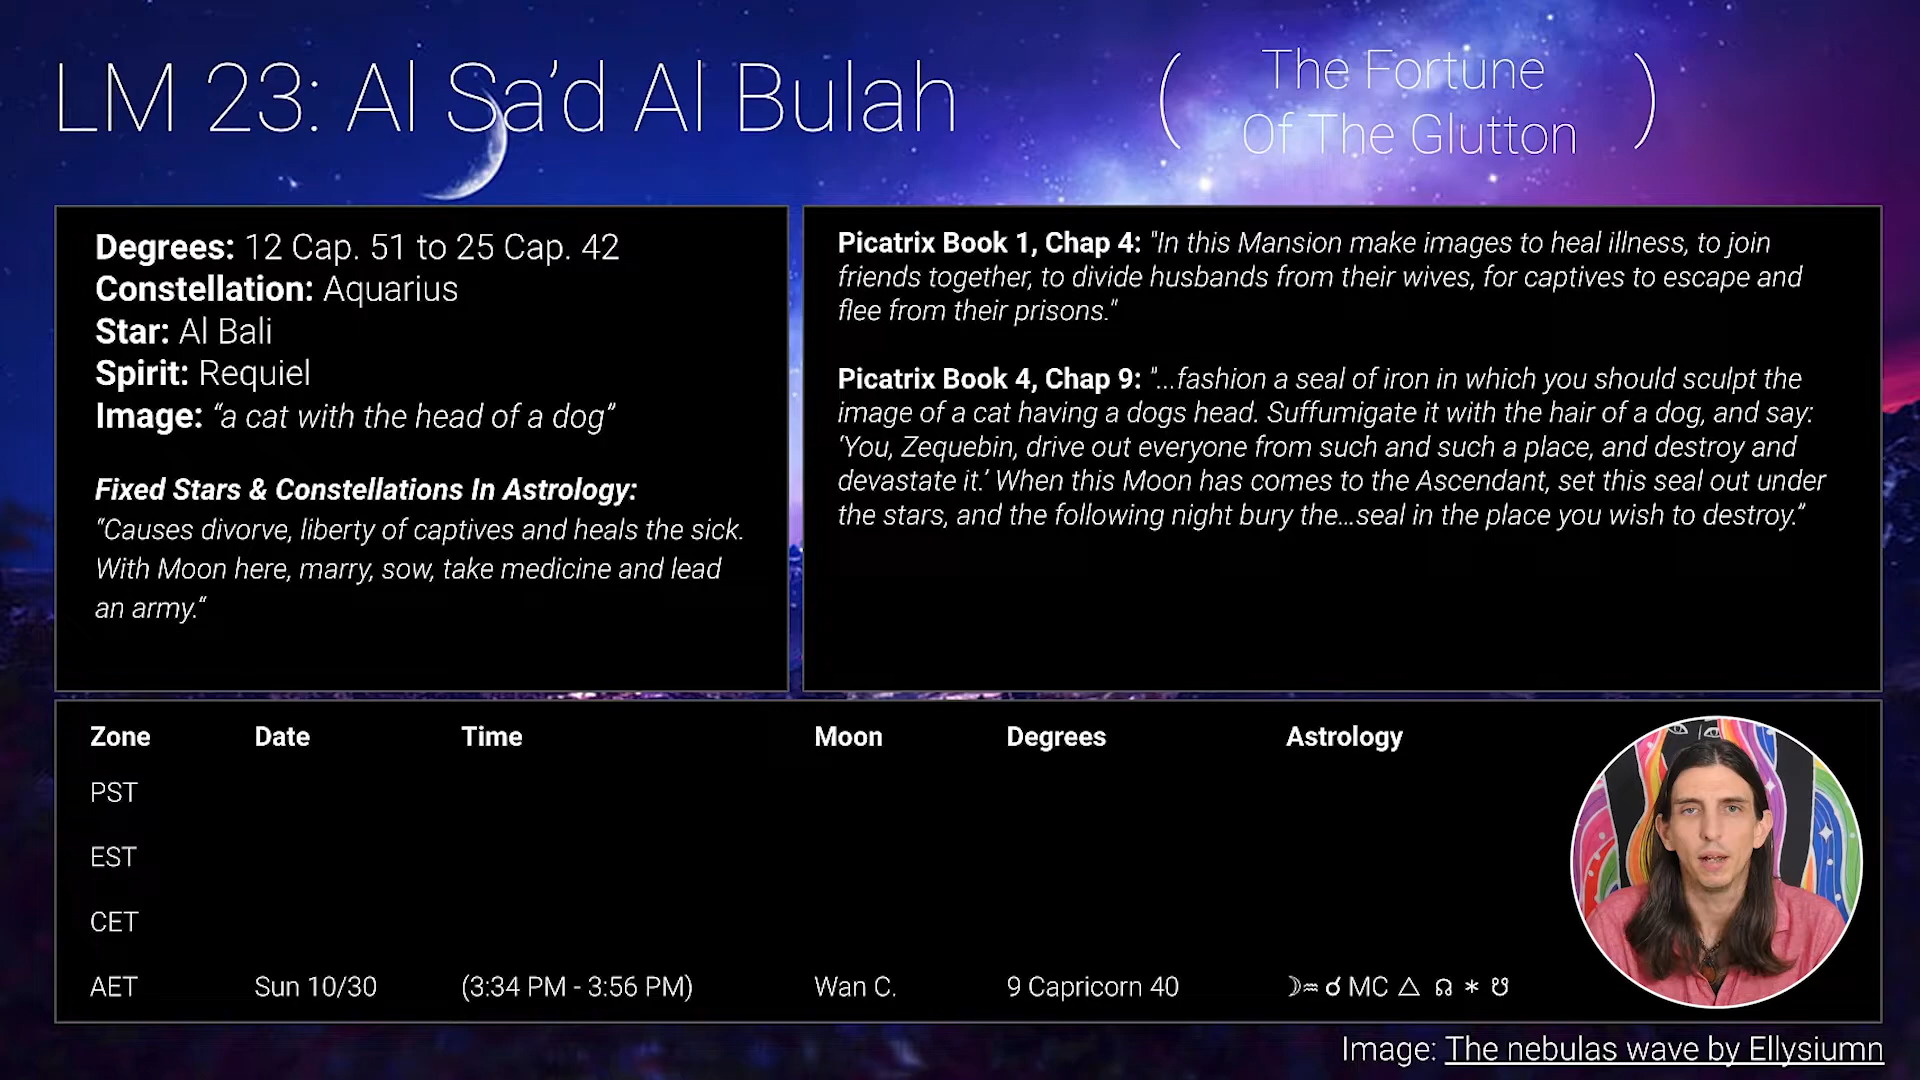 LM 23: Al Sa’d Al Bulah
( The Fortune
Of The Glutton )
Degrees: 12 Cap. 51 to 25 Cap. 42
Constellation: Aquarius
Star: Al Bali
Spirit: Requiel
Image: “a cat with the head of a dog”
Fixed Stars & Constellations In Astrology:
“Causes divorve, liberty of captives and heals the sick.
With Moon here, marry, sow, take medicine and lead
an army.“
Picatrix Book 1, Chap 4: "In this Mansion make images to heal illness, to join
friends together, to divide husbands from their wives, for captives to escape and
flee from their prisons."
Picatrix Book 4, Chap 9: "...fashion a seal of iron in which you should sculpt the
image of a cat having a dogs head. Suffumigate it with the hair of a dog, and say:
‘You, Zequebin, drive out everyone from such and such a place, and destroy and
devastate it.’ When this Moon has comes to the Ascendant, set this seal out under
the stars, and the following night bury the...seal in the place you wish to destroy.”
Zone Date Time Moon Degrees Astrology
PST
EST
CET
AET Sun 10/30 (3:34 PM - 3:56 PM) Wan C. 9 Capricorn 40 ☽♒ ☌ MC △ ☊ ⚹ ☋
Image: The nebulas wave by Ellysiumn